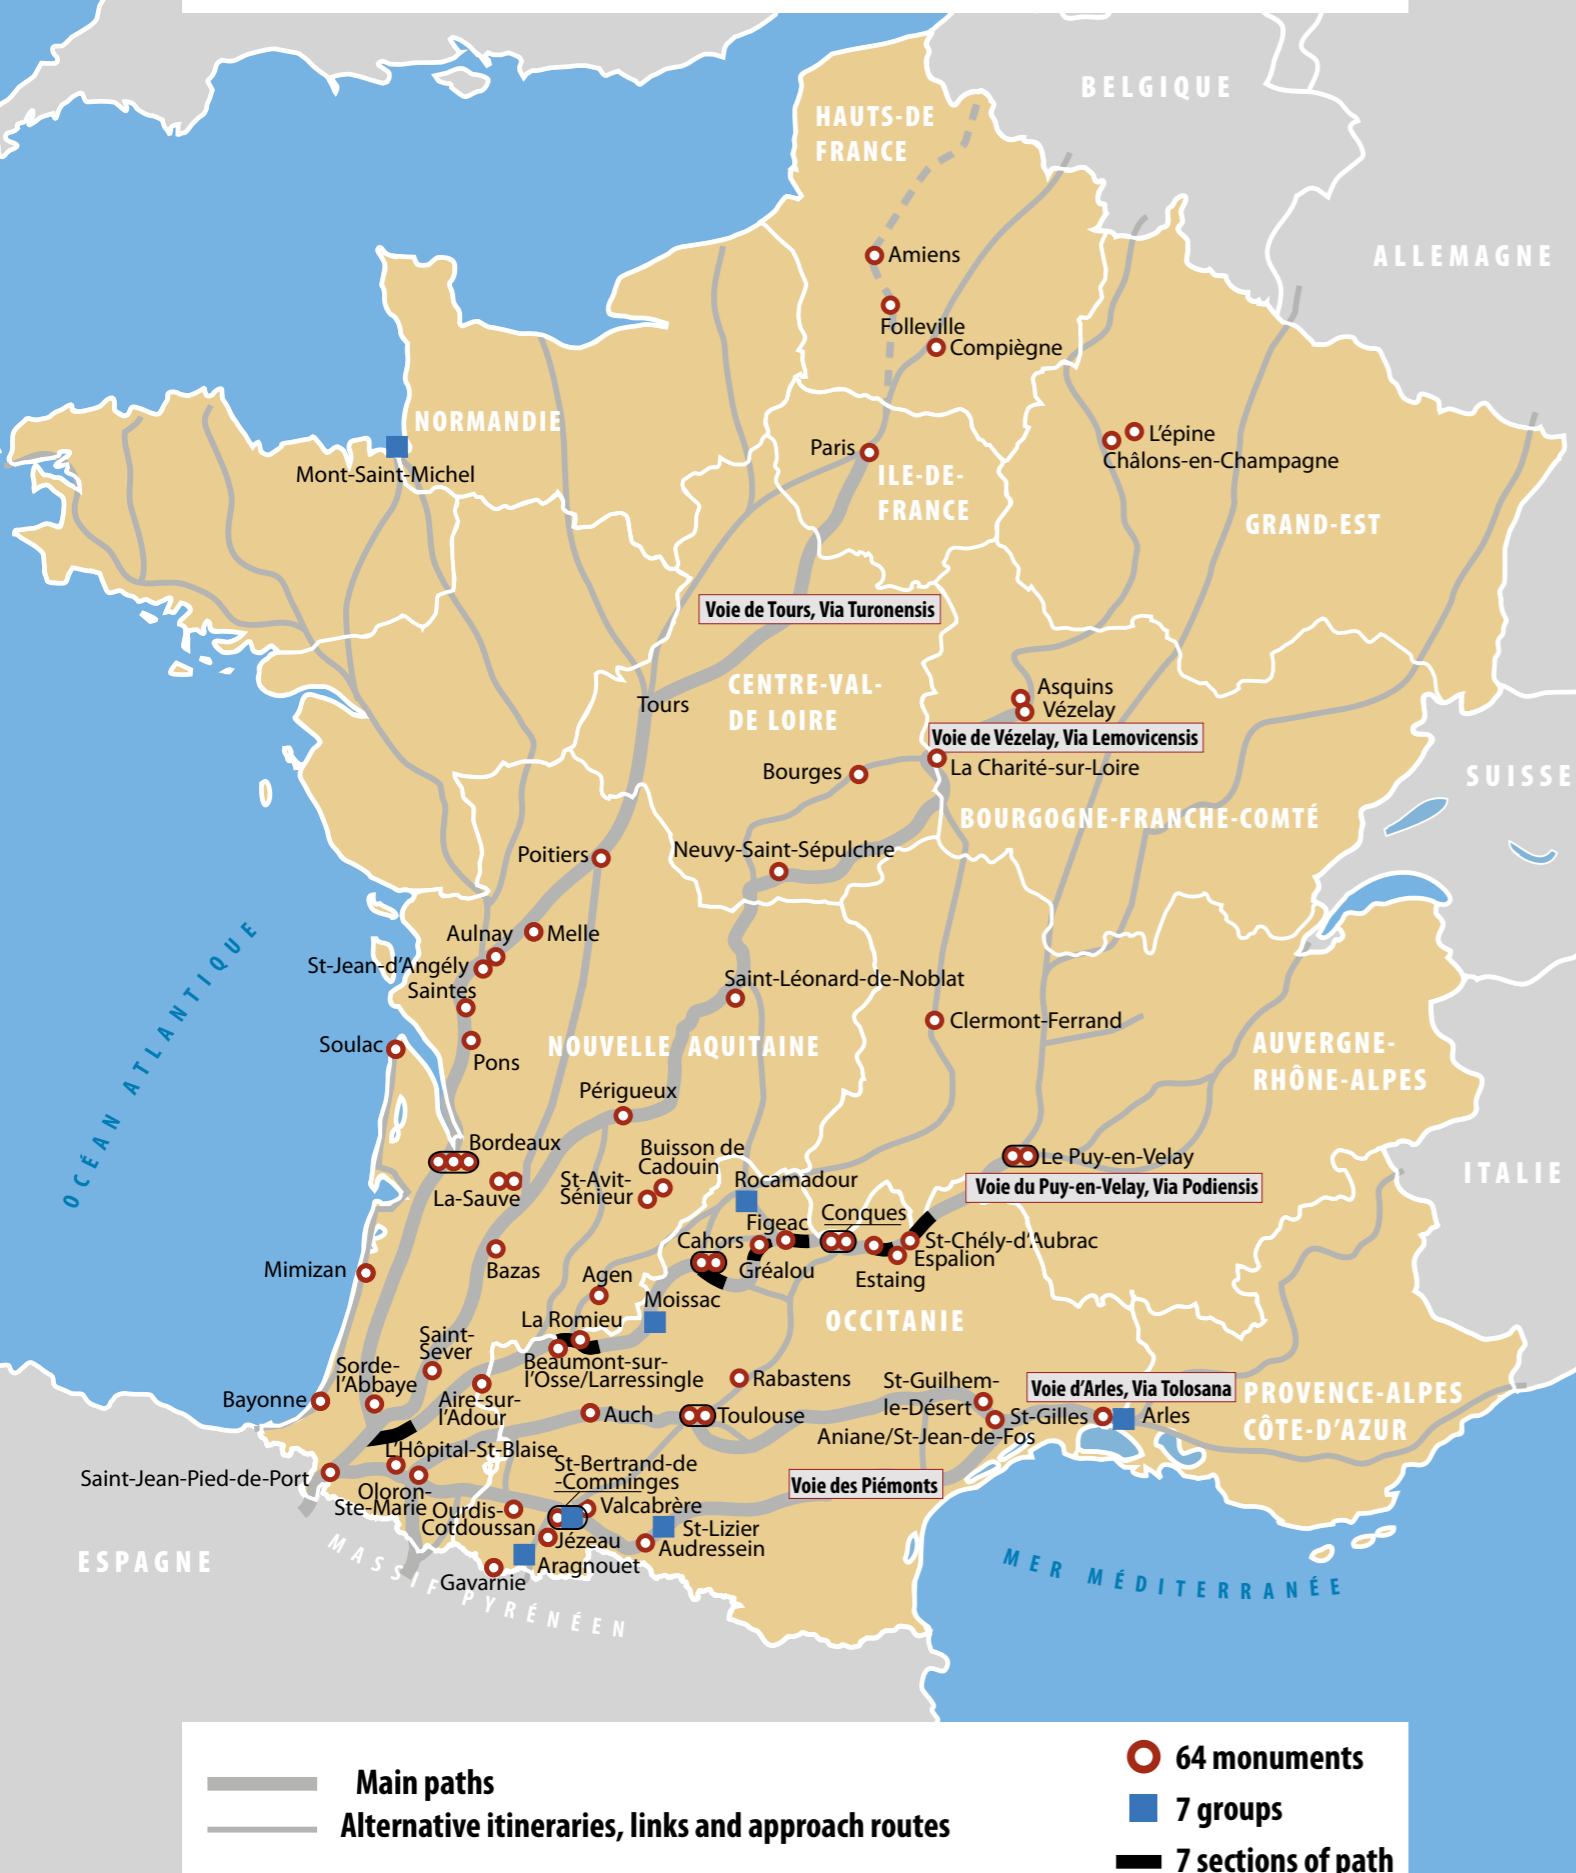 BELGIQUE
HAUTS-DE
FRANCE
ALLEMAGNE
Amiens
Folleville
Compiègne
NORMANDIE
Mont-Saint-Michel
Paris
ILE-DE-
FRANCE
L'épine
Châlons-en-Champagne
GRAND-EST
Voie de Tours, Via Turonensis
Tours
CENTRE-VAL-
DE LOIRE
Asquins
Vézelay
Voie de Vézelay, Via Lemovicensis
La Charité-sur-Loire
Bourges
SUISSE
BOURGOGNE-FRANCHE-COMTÉ
Poitiers
Neuvy-Saint-Sépulchre
OCÉAN ATLANTIQUE
Aulnay
Melle
St-Jean-d'Angély
Saintes
Saint-Léonard-de-Noblat
Clermont-Ferrand
Soulac
Pons
NOUVELLE AQUITAINE
AUVERGNE-
RHÔNE-ALPES
Périgueux
Bordeaux
La-Sauve
Buisson de
Cadouin
St-Avit-
Sénieur
Le Puy-en-Velay
ITALIE
Voie du Puy-en-Velay, Via Podiensis
Rocamadour
Figeac
Conques
Cahors
Gréalou
St-Chély-d'Aubrac
Espalion
Estaing
Mimizan
Bazas
Agen
Moissac
La Romieu
OCCITANIE
Saint-
Sever
Beaumont-sur-
l'Osse/Larressingle
Sorde-
l'Abbaye
Bayonne
Aire-sur-
l'Adour
Rabastens
St-Guilhem-
le-Désert
Voie d'Arles, Via Tolosana
PROVENCE-ALPES
CÔTE-D'AZUR
Auch
Toulouse
St-Gilles
Arles
Aniane/St-Jean-de-Fos
L'Hôpital-St-Blaise
Saint-Jean-Pied-de-Port
Oloron-
Ste-Marie
St-Bertrand-de
-Comminges
Voie des Piémonts
Valcabrère
Ourdis-
Cotdoussan
St-Lizier
Jézeau
Audressein
Aragnouet
Gavarnie
ESPAGNE
MASSIF PYRÉNÉEN
MER MÉDITERRANÉE
Main paths
Alternative itineraries, links and approach routes
64 monuments
7 groups
7 sections of path